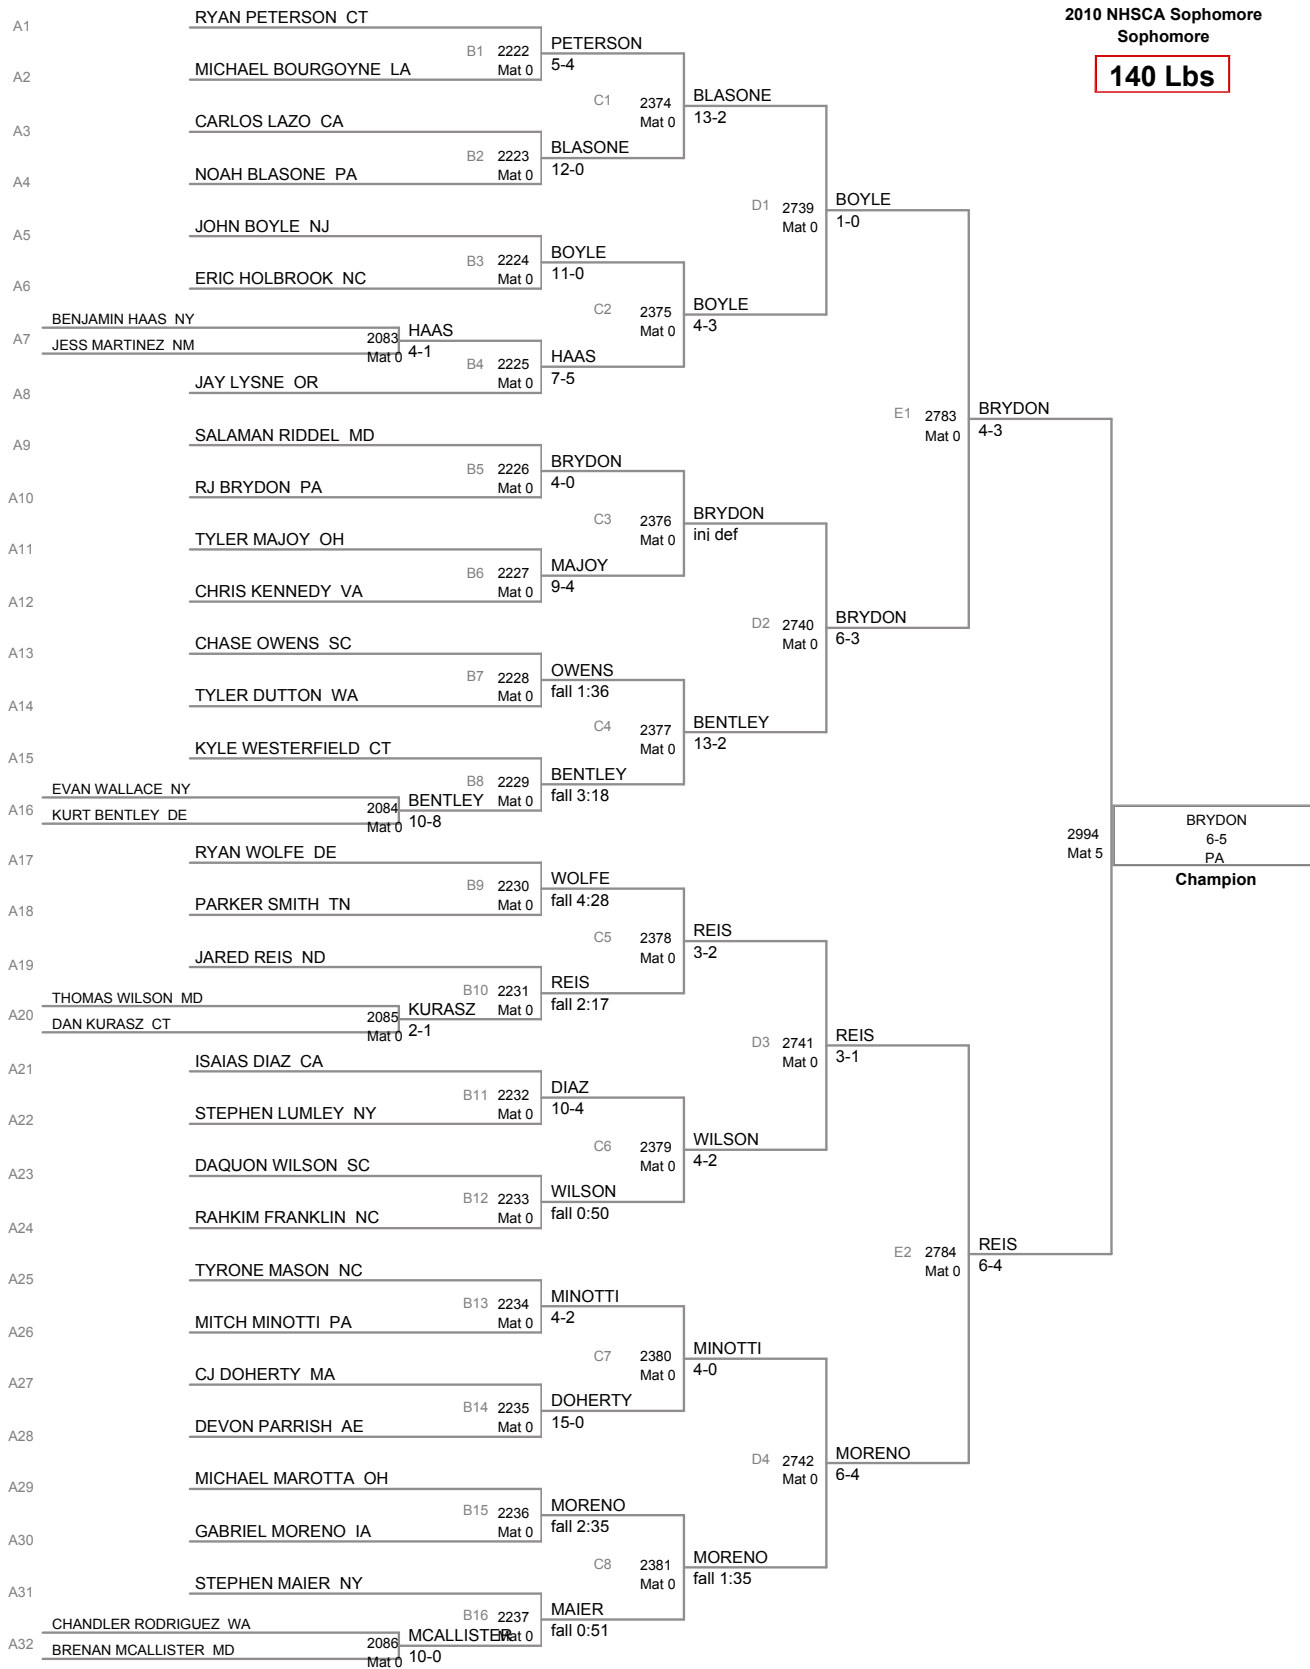 2010 NHSCA Sophomore
Sophomore
140 Lbs
A1
RYAN PETERSON CT
B1 2222
Mat 0
PETERSON
5-4
A2
MICHAEL BOURGOYNE LA
C1 2374
Mat 0
BLASONE
13-2
A3
CARLOS LAZO CA
B2 2223
Mat 0
BLASONE
12-0
A4
NOAH BLASONE PA
D1 2739
Mat 0
BOYLE
1-0
A5
JOHN BOYLE NJ
B3 2224
Mat 0
BOYLE
11-0
A6
ERIC HOLBROOK NC
C2 2375
Mat 0
BOYLE
4-3
BENJAMIN HAAS NY
A7
JESS MARTINEZ NM
2083
Mat 0
HAAS
4-1
B4 2225
Mat 0
HAAS
7-5
A8
JAY LYSNE OR
E1 2783
Mat 0
BRYDON
4-3
A9
SALAMAN RIDDEL MD
B5 2226
Mat 0
BRYDON
4-0
A10
RJ BRYDON PA
C3 2376
Mat 0
BRYDON
inj def
A11
TYLER MAJOY OH
B6 2227
Mat 0
MAJOY
9-4
A12
CHRIS KENNEDY VA
D2 2740
Mat 0
BRYDON
6-3
A13
CHASE OWENS SC
B7 2228
Mat 0
OWENS
fall 1:36
A14
TYLER DUTTON WA
C4 2377
Mat 0
BENTLEY
13-2
A15
KYLE WESTERFIELD CT
B8 2229
Mat 0
BENTLEY
fall 3:18
EVAN WALLACE NY
A16
KURT BENTLEY DE
2084
Mat 0
BENTLEY
10-8
2994
Mat 5
BRYDON
6-5
PA
Champion
A17
RYAN WOLFE DE
B9 2230
Mat 0
WOLFE
fall 4:28
A18
PARKER SMITH TN
C5 2378
Mat 0
REIS
3-2
A19
JARED REIS ND
B10 2231
Mat 0
REIS
fall 2:17
THOMAS WILSON MD
A20
DAN KURASZ CT
2085
Mat 0
KURASZ
2-1
D3 2741
Mat 0
REIS
3-1
A21
ISAIAS DIAZ CA
B11 2232
Mat 0
DIAZ
10-4
A22
STEPHEN LUMLEY NY
C6 2379
Mat 0
WILSON
4-2
A23
DAQUON WILSON SC
B12 2233
Mat 0
WILSON
fall 0:50
A24
RAHKIM FRANKLIN NC
E2 2784
Mat 0
REIS
6-4
A25
TYRONE MASON NC
B13 2234
Mat 0
MINOTTI
4-2
A26
MITCH MINOTTI PA
C7 2380
Mat 0
MINOTTI
4-0
A27
CJ DOHERTY MA
B14 2235
Mat 0
DOHERTY
15-0
A28
DEVON PARRISH AE
D4 2742
Mat 0
MORENO
6-4
A29
MICHAEL MAROTTA OH
B15 2236
Mat 0
MORENO
fall 2:35
A30
GABRIEL MORENO IA
C8 2381
Mat 0
MORENO
fall 1:35
A31
STEPHEN MAIER NY
B16 2237
Mat 0
MAIER
fall 0:51
CHANDLER RODRIGUEZ WA
A32
BRENAN MCALLISTER MD
2086
Mat 0
MCALLISTER
10-0